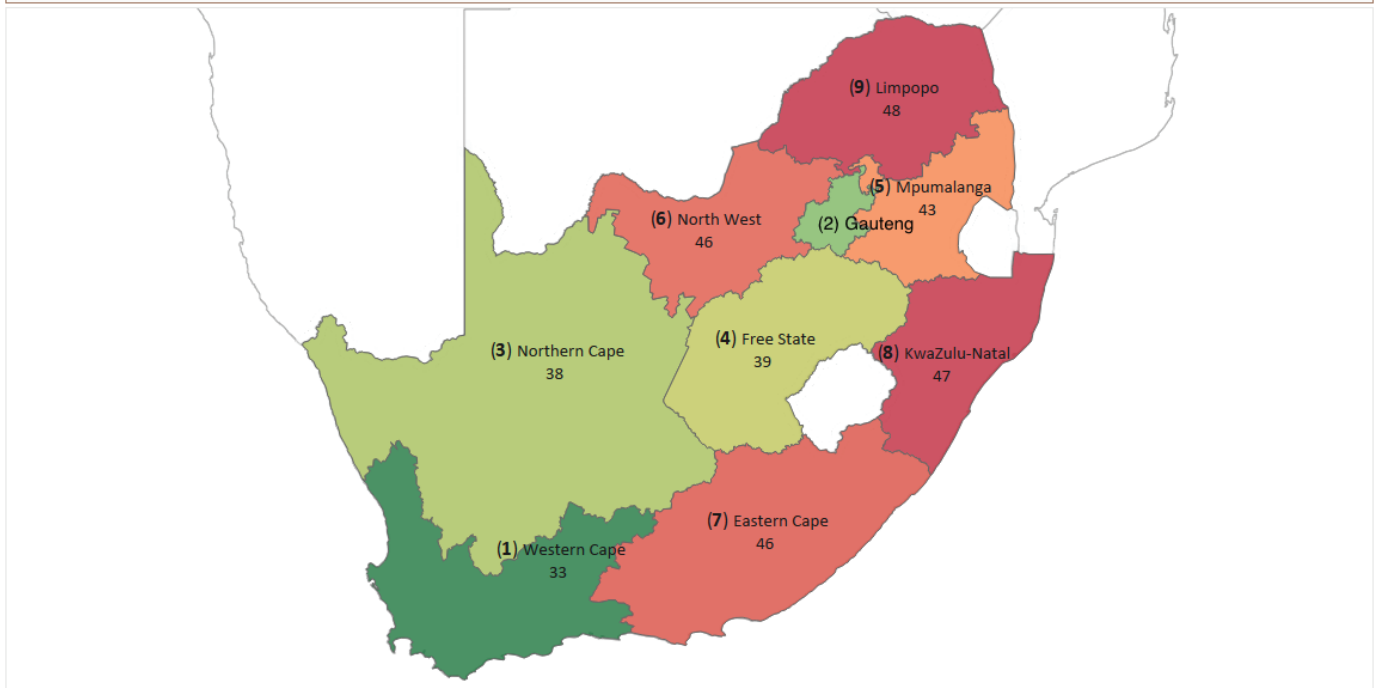 (9) Limpopo
48
(5) Mpumalanga
43
(6) North West
46
(2) Gauteng
(4) Free State
39
(3) Northern Cape
38
(8) KwaZulu-Natal
47
(7) Eastern Cape
46
(1) Western Cape
33